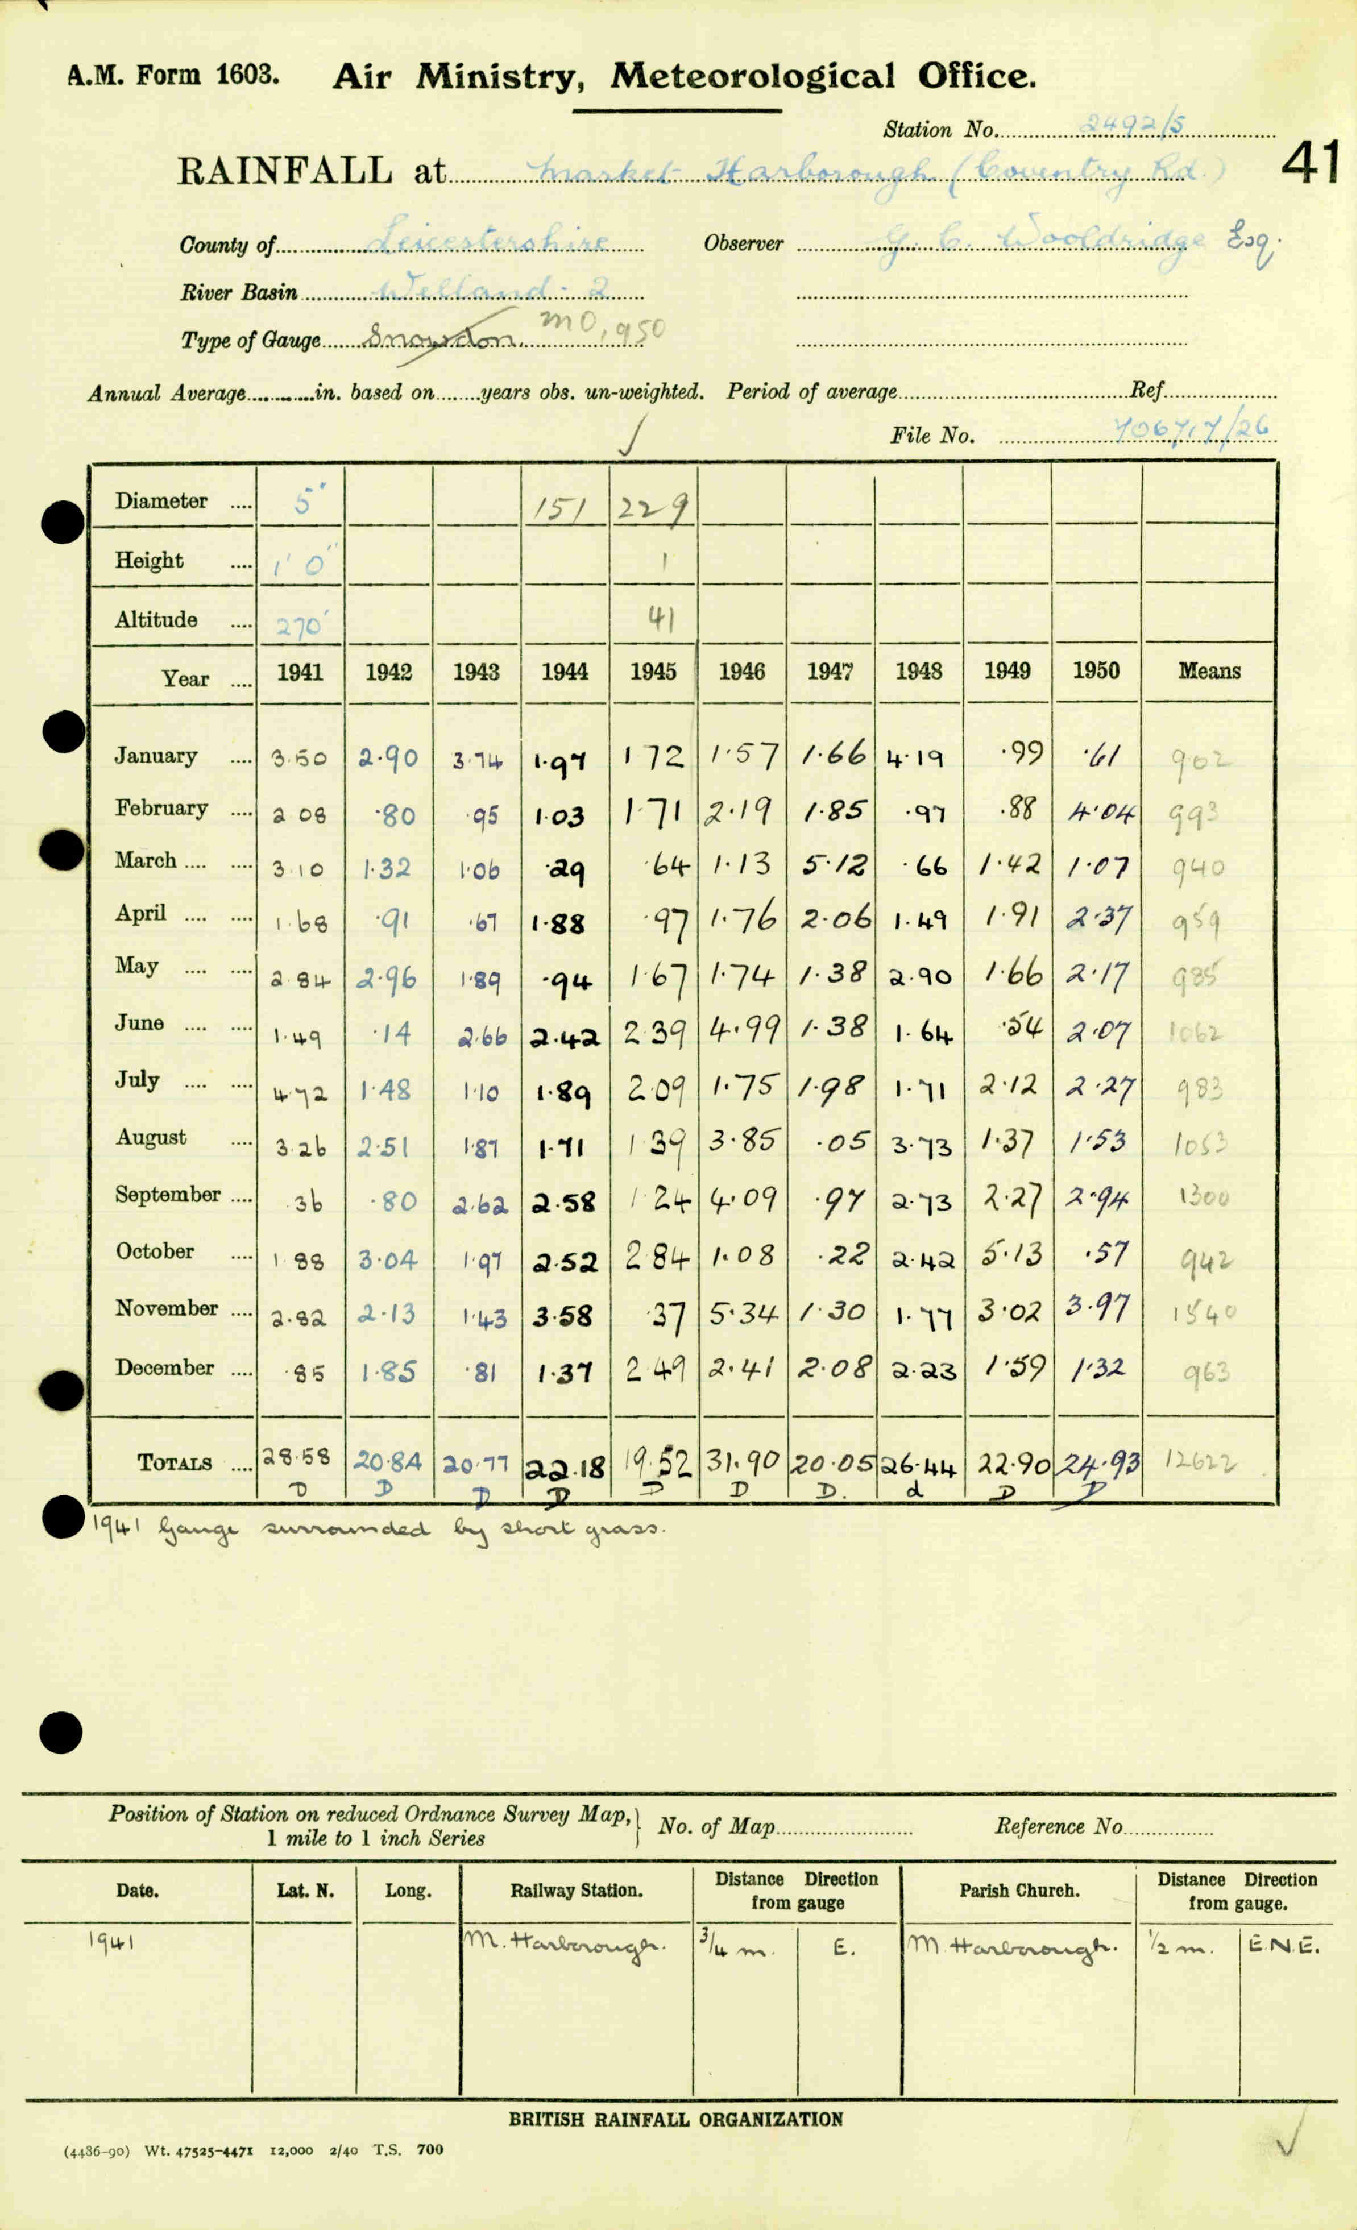 A.M. Form 1603. Air Ministry, Meteorological Office.
Station No. 2492/5
RAINFALL at Market Harborough (Coventry Rd.) 41
County of Leicestershire Observer G. C. Wooldridge Esq.
River Basin Welland - 2
Type of Gauge Snowdon. MO, 950
Annual Average in. based on years obs. un-weighted. Period of average Ref.
File No. 706717/26
Diameter .... 5" 151 229
Height .... 1' 0" 1
Altitude .... 270' 41
Year .... 1941 1942 1943 1944 1945 1946 1947 1948 1949 1950 Means
January .... 3.50 2.90 3.74 1.97 1 72 1.57 1.66 4.19 .99 .61 902
February .... 2 08 .80 .95 1.03 1.71 2.19 1.85 .97 .88 4.04 993
March .... .... 3 10 1.32 1.06 .29 .64 1.13 5.12 .66 1.42 1.07 940
April .... .... 1.68 .91 .67 1.88 .97 1.76 2.06 1.49 1.91 2.37 959
May .... .... 2 84 2.96 1.89 .94 1.67 1.74 1.38 2.90 1.66 2.17 985
June .... .... 1.49 .14 2.66 2.42 2.39 4.99 1.38 1.64 .54 2.07 1062
July .... .... 4.72 1.48 1.10 1.89 2.09 1.75 1.98 1.71 2.12 2.27 983
August .... 3.26 2.51 1.87 1.71 1 39 3.85 .05 3.73 1.37 1.53 1053
September .... .36 .80 2.62 2.58 1 24 4.09 .97 2.73 2.27 2.94 1300
October .... 1 88 3.04 1.97 2.52 2 84 1.08 .22 2.42 5.13 .57 942
November .... 2.82 2.13 1.43 3.58 .37 5.34 1.30 1.77 3.02 3.97 1540
December .... .85 1.85 .81 1.37 2 49 2.41 2.08 2.23 1.59 1.32 963
TOTALS .... 28.58 20.84 20.77 22.18 19.52 31.90 20.05 26.44 22.90 24.93 12622
D D D D D D D. d D D
1941 Gauge surrounded by short grass.
Position of Station on reduced Ordnance Survey Map,
1 mile to 1 inch Series
No. of Map Reference No.
Date. Lat. N. Long. Railway Station. Distance from gauge Direction Parish Church. Distance from gauge. Direction
1941 M. Harborough. 3/4 m. E. M. Harborough. 1/2 m. E.N.E.
BRITISH RAINFALL ORGANIZATION
(4436-90) Wt. 47525-4471 12,000 2/40 T.S. 700